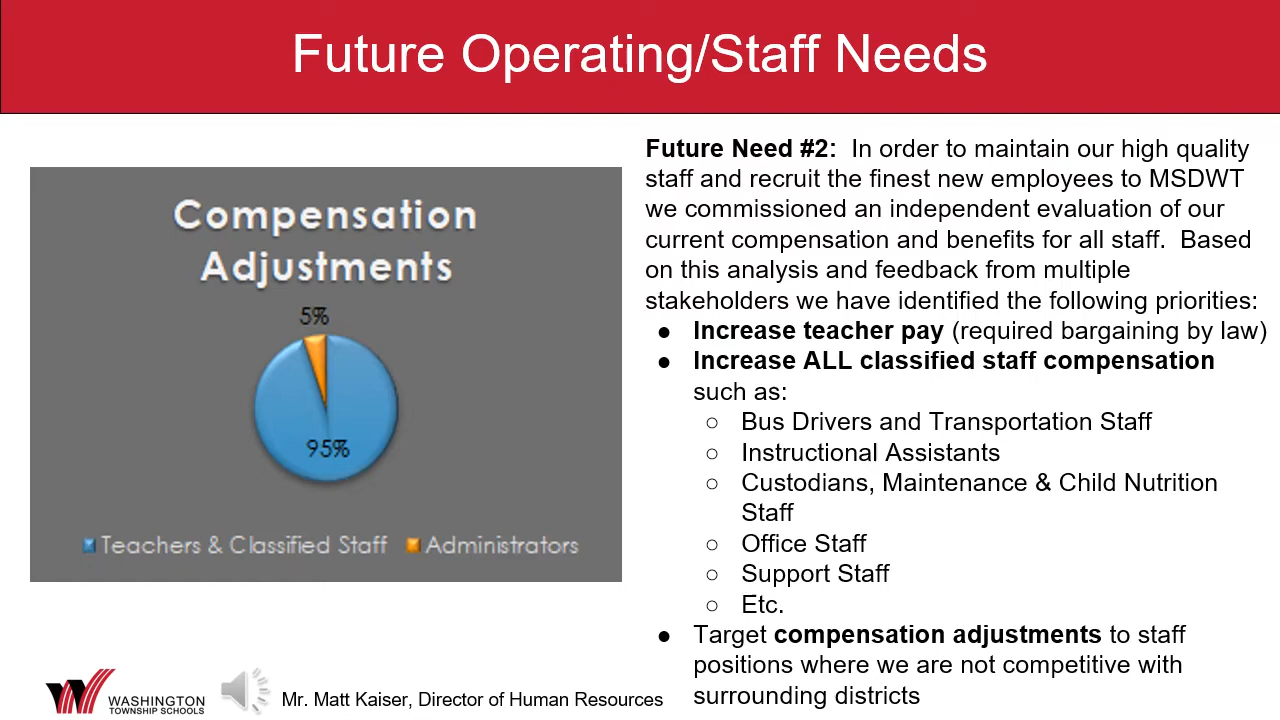 Future Operating/Staff Needs
Compensation
Adjustments
5%
95%
Teachers & Classified Staff Administrators
Future Need #2: In order to maintain our high quality
staff and recruit the finest new employees to MSDWT
we commissioned an independent evaluation of our
current compensation and benefits for all staff. Based
on this analysis and feedback from multiple
stakeholders we have identified the following priorities:
● Increase teacher pay (required bargaining by law)
● Increase ALL classified staff compensation
such as:
○ Bus Drivers and Transportation Staff
○ Instructional Assistants
○ Custodians, Maintenance & Child Nutrition
Staff
○ Office Staff
○ Support Staff
○ Etc.
● Target compensation adjustments to staff
positions where we are not competitive with
surrounding districts
WASHINGTON
TOWNSHIP SCHOOLS
Mr. Matt Kaiser, Director of Human Resources